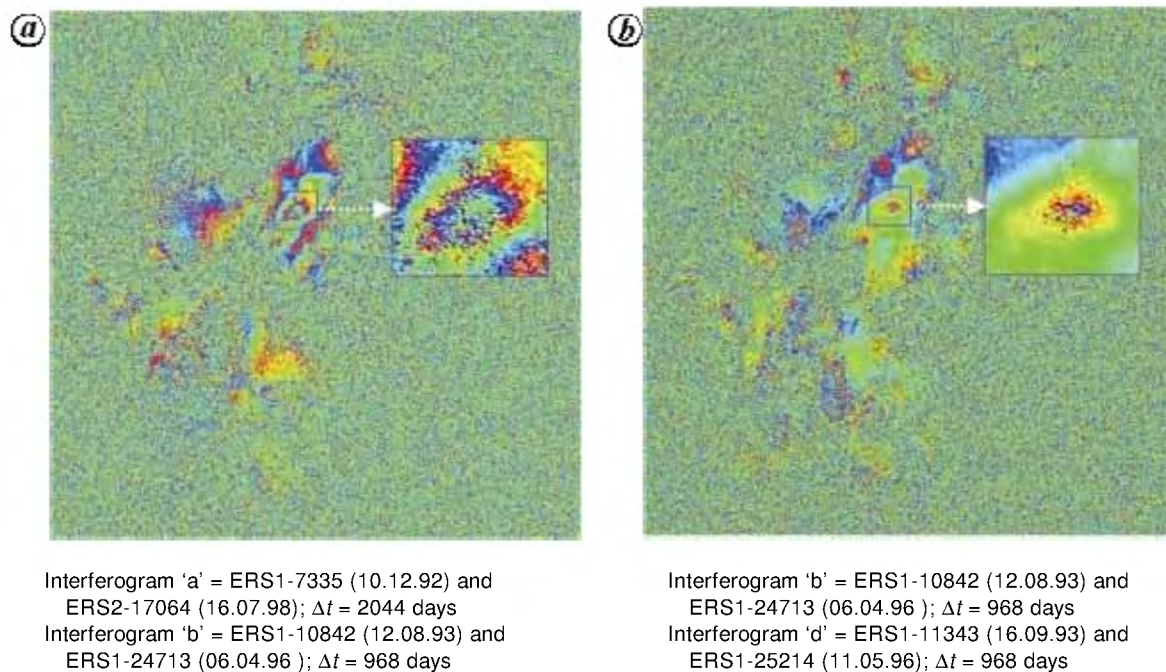 a
b
Interferogram ‘a’ = ERS1-7335 (10.12.92) and
ERS2-17064 (16.07.98); Δt = 2044 days
Interferogram ‘b’ = ERS1-10842 (12.08.93) and
ERS1-24713 (06.04.96 ); Δt = 968 days
Interferogram ‘b’ = ERS1-10842 (12.08.93) and
ERS1-24713 (06.04.96 ); Δt = 968 days
Interferogram ‘d’ = ERS1-11343 (16.09.93) and
ERS1-25214 (11.05.96); Δt = 968 days